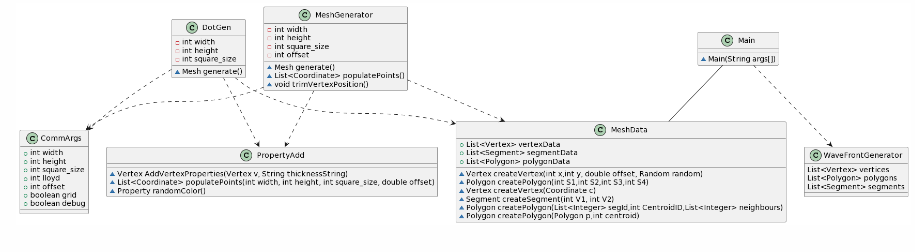 C DotGen
int width
int height
int square_size
Mesh generate()
C MeshGenerator
int width
int height
int square_size
int offset
Mesh generate()
List<Coordinate> populatePoints()
void trimVertexPosition()
C Main
Main(String args[])
C CommArgs
int width
int height
int square_size
int lloyd
int offset
boolean grid
boolean debug
C PropertyAdd
Vertex AddVertexProperties(Vertex v, String thicknessString)
List<Coordinate> populatePoints(int width, int height, int square_size, double offset)
Property randomColor()
C MeshData
List<Vertex> vertexData
List<Segment> segmentData
List<Polygon> polygonData
Vertex createVertex(int x,int y, double offset, Random random)
Polygon createPolygon(int S1,int S2,int S3,int S4)
Vertex createVertex(Coordinate c)
Segment createSegment(int V1, int V2)
Polygon createPolygon(List<Integer> segId,int CentroidID,List<Integer> neighbours)
Polygon createPolygon(Polygon p,int centroid)
C WaveFrontGenerator
List<Vertex> vertices
List<Polygon> polygons
List<Segment> segments